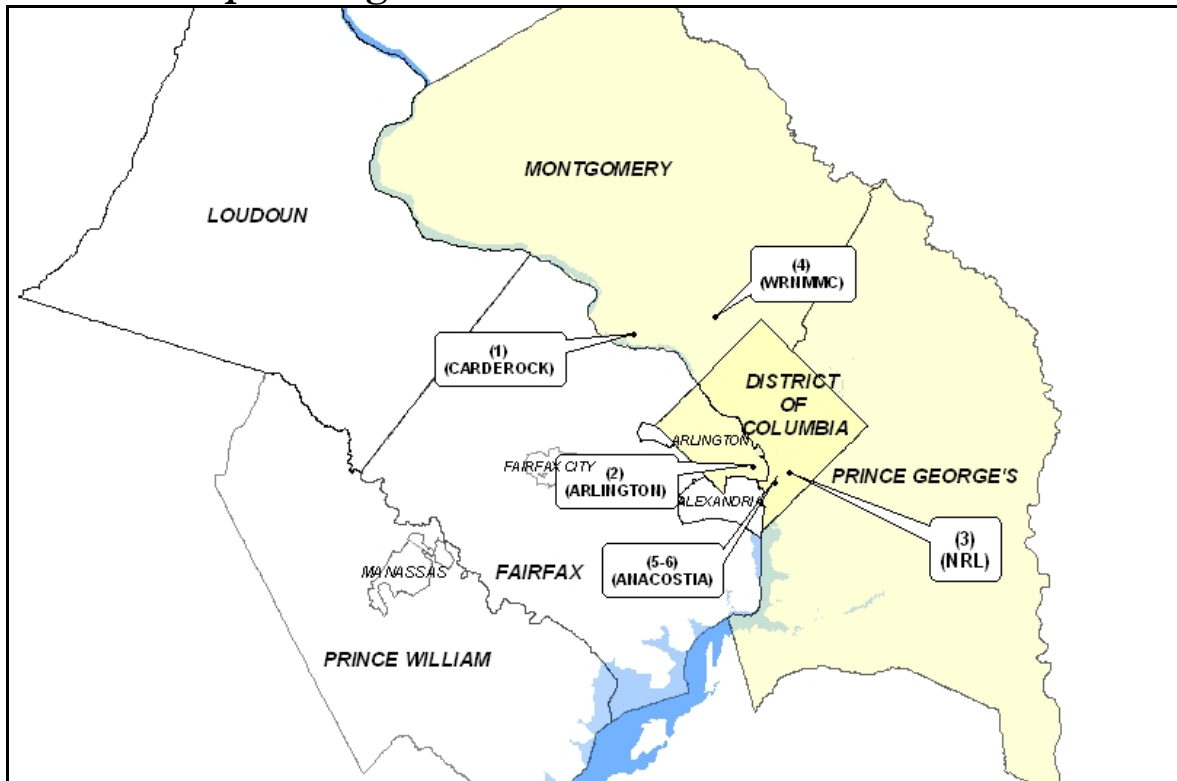 MONTGOMERY
LOUDOUN
(4)
(WRNMMC)
(1)
(CARDEROCK)
DISTRICT
OF
COLUMBIA
ARLINGTON
FAIRFAX CITY
(2)
(ARLINGTON)
PRINCE GEORGE'S
ALEXANDRIA
(3)
(NRL)
(5-6)
(ANACOSTIA)
MANASSAS
FAIRFAX
PRINCE WILLIAM